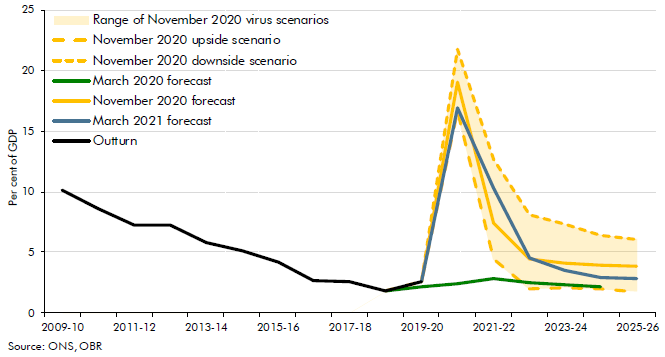 25
20
15
10
5
0
Per cent of GDP
Range of November 2020 virus scenarios
November 2020 upside scenario
November 2020 downside scenario
March 2020 forecast
November 2020 forecast
March 2021 forecast
Outturn
2009-10
2011-12
2013-14
2015-16
2017-18
2019-20
2021-22
2023-24
2025-26
Source: ONS, OBR